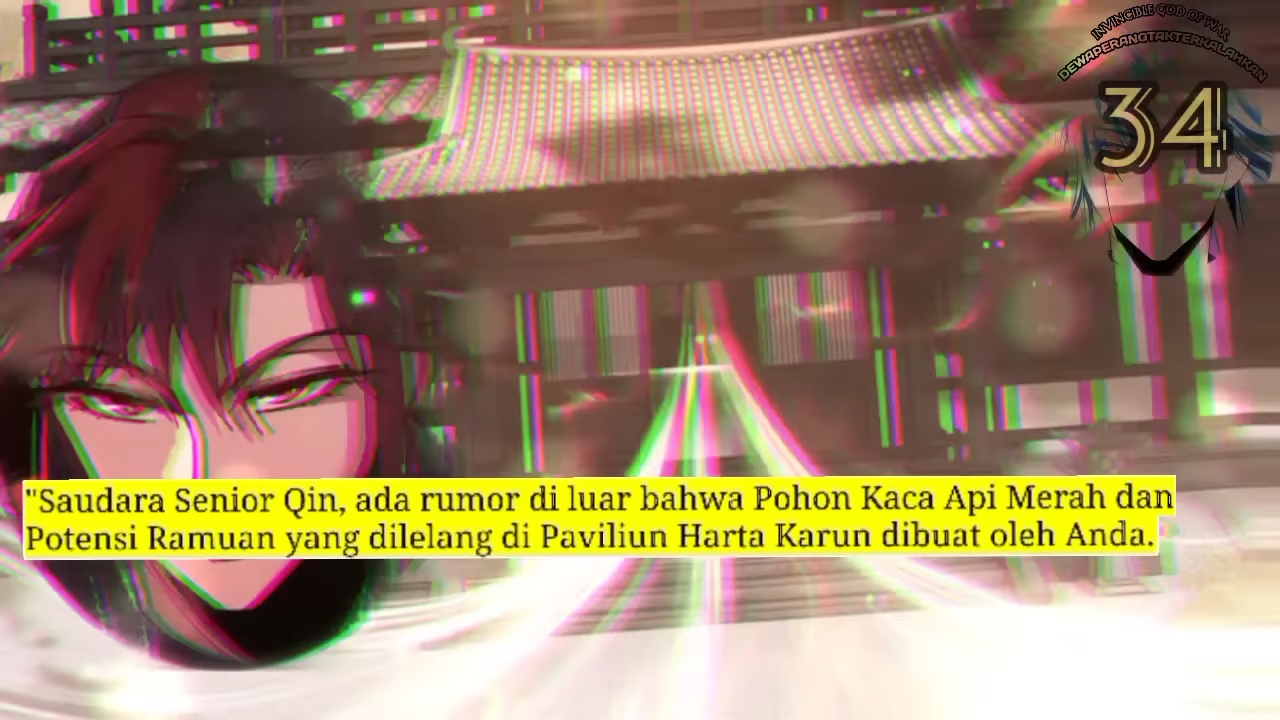 INVINCIBLE GOD OF WAR
DEWAPERANGTAKTERKALAHKAN
34
"Saudara Senior Qin, ada rumor di luar bahwa Pohon Kaca Api Merah dan
Potensi Ramuan yang dilelang di Paviliun Harta Karun dibuat oleh Anda.